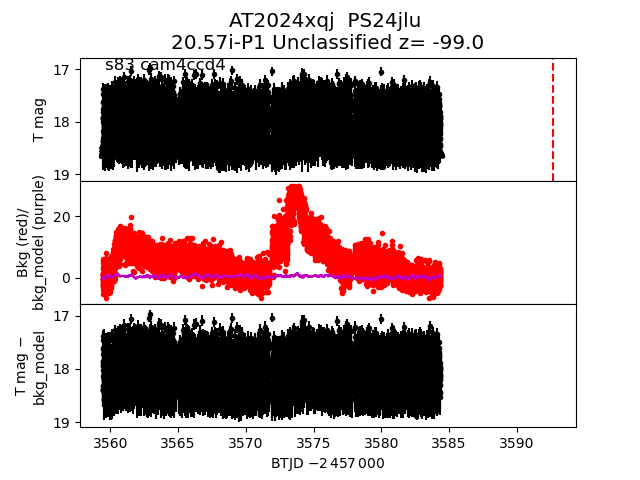 AT2024xqj  PS24jlu
20.57i-P1 Unclassified z= -99.0
s83 cam4ccd4
T mag
17
18
19
Bkg (red)/
bkg_model (purple)
20
0
T mag −
bkg_model
17
18
19
3560 3565 3570 3575 3580 3585 3590
BTJD −2 457 000